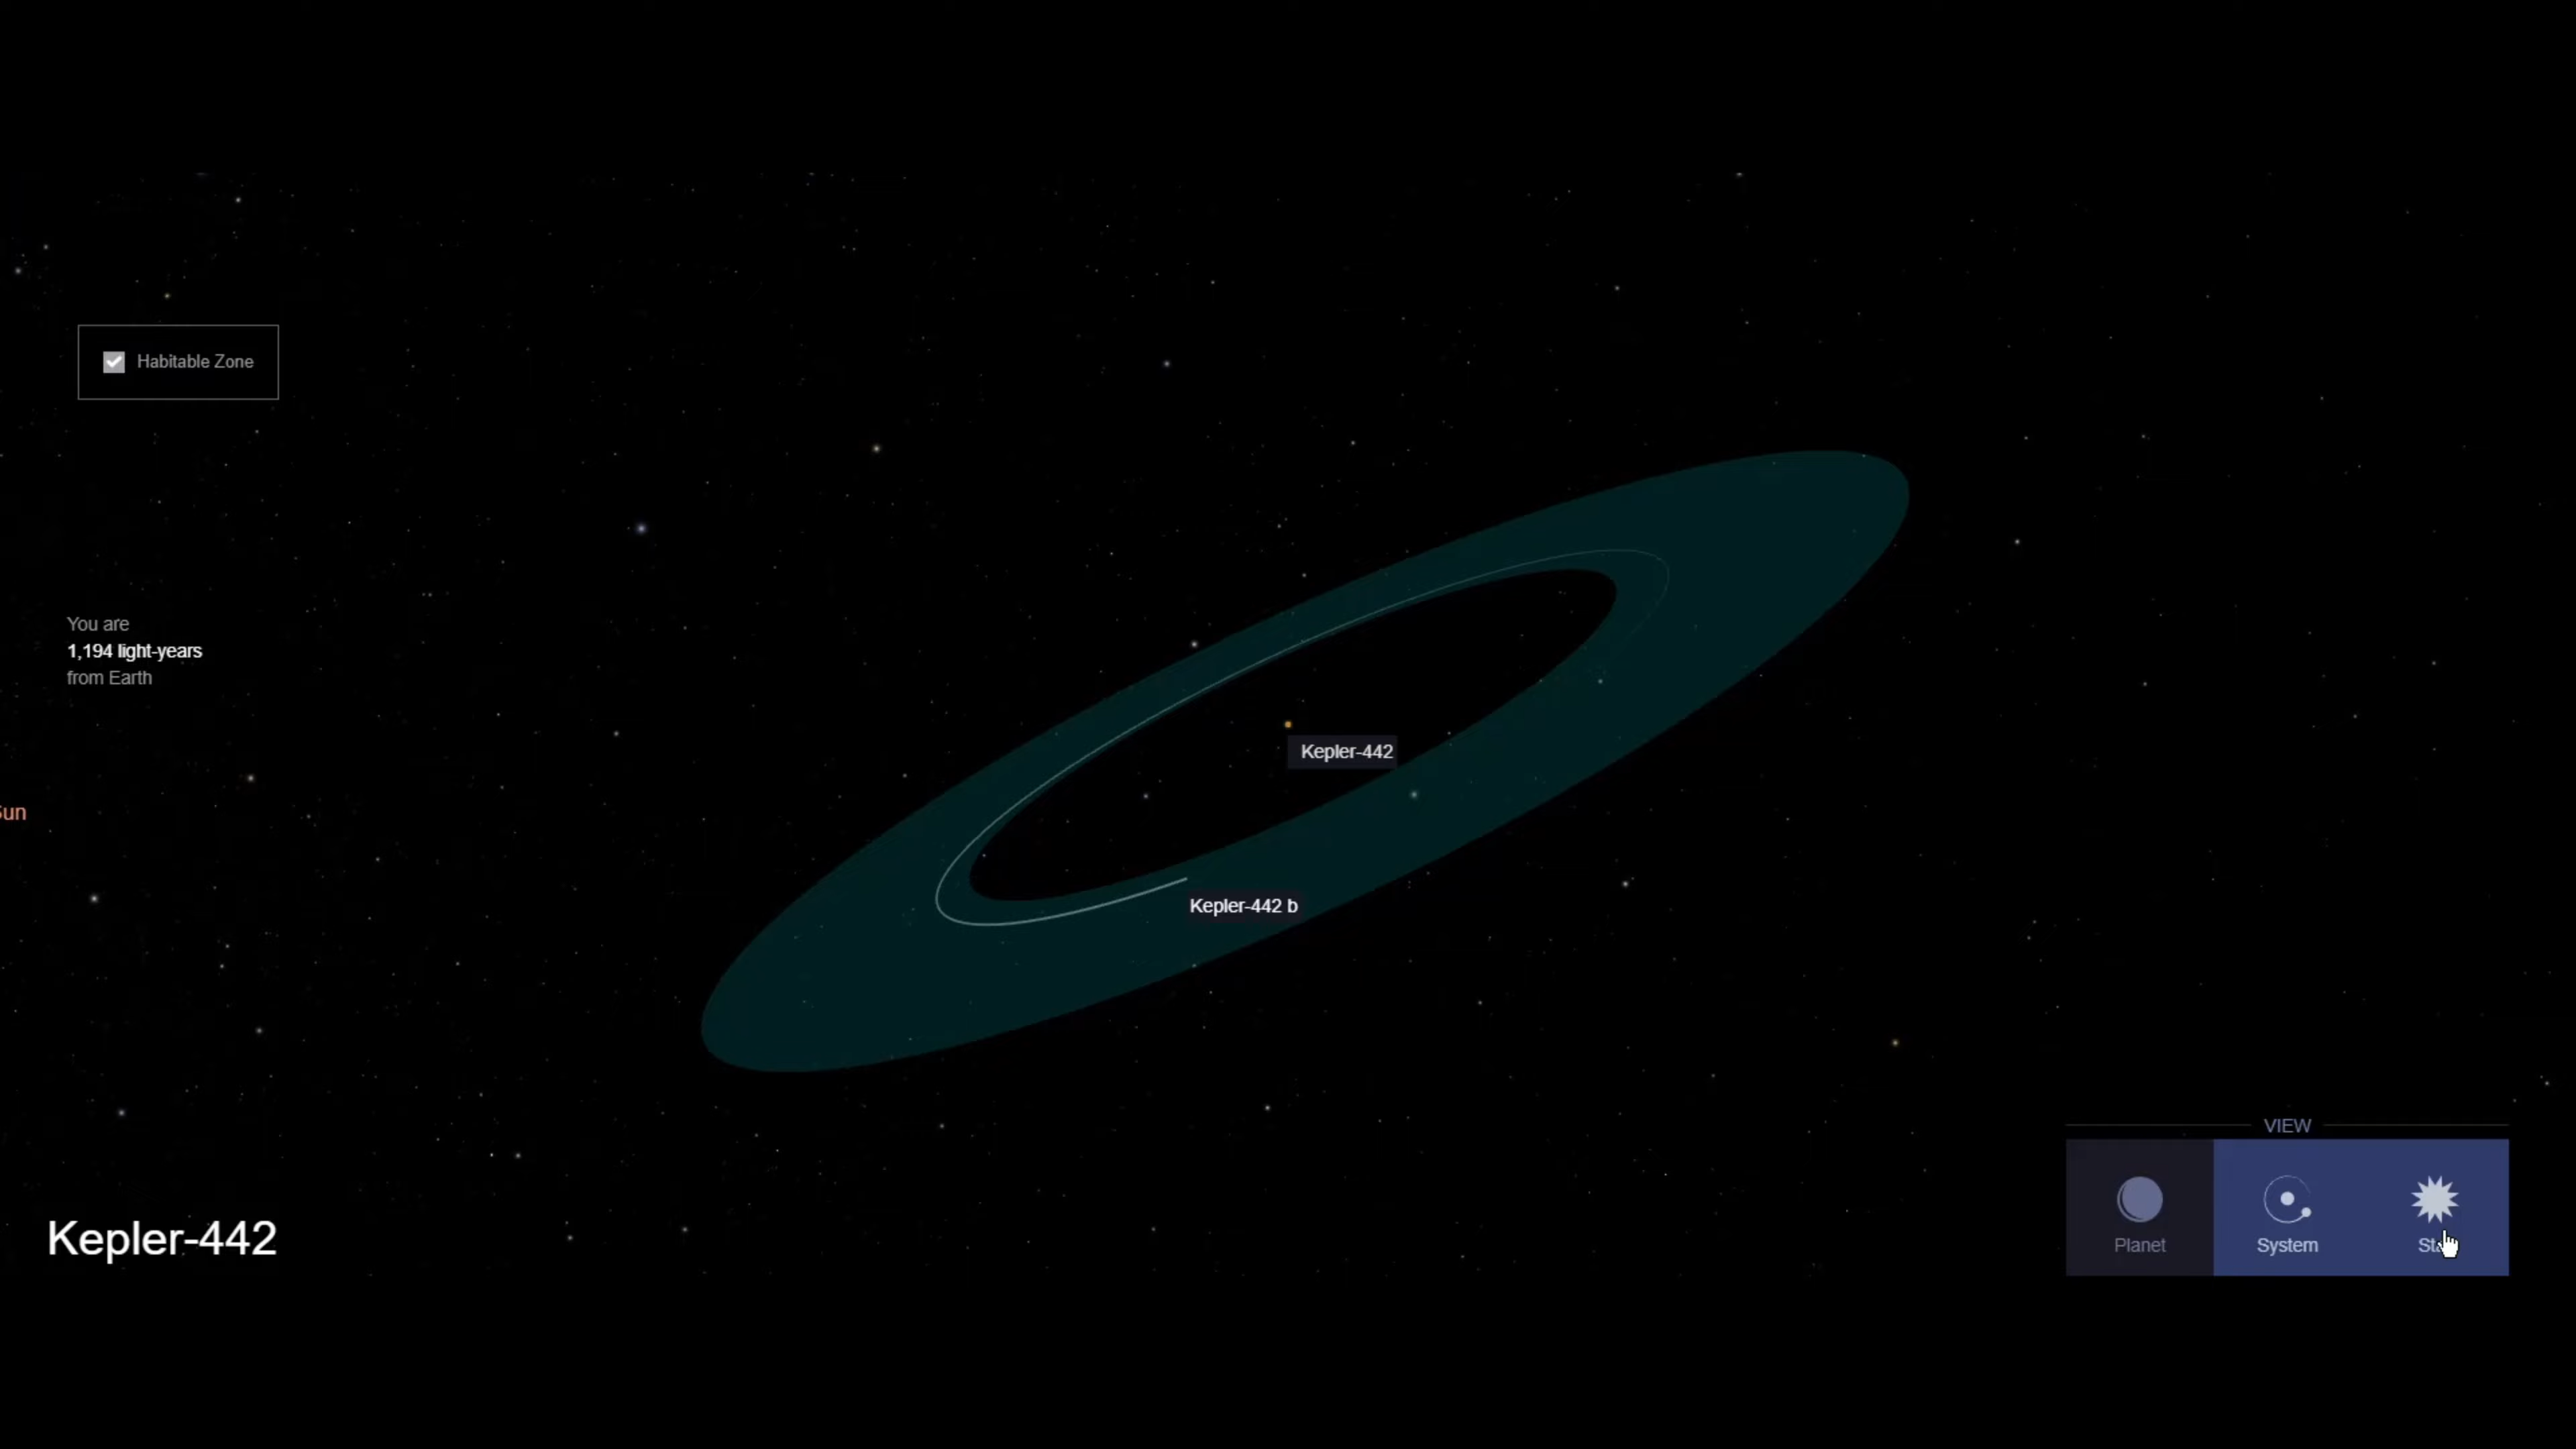 Habitable Zone
You are
1,194 light-years
from Earth
Kepler-442
Sun
Kepler-442 b
VIEW
Planet
System
Kepler-442